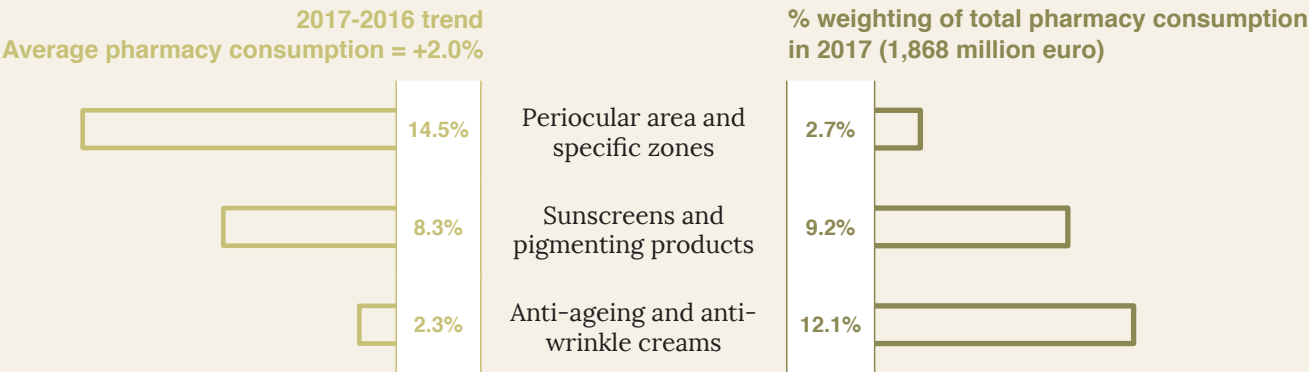 2017-2016 trend
Average pharmacy consumption = +2.0%
% weighting of total pharmacy consumption
in 2017 (1,868 million euro)
14.5%
Periocular area and
specific zones
2.7%
8.3%
Sunscreens and
pigmenting products
9.2%
2.3%
Anti-ageing and anti-
wrinkle creams
12.1%